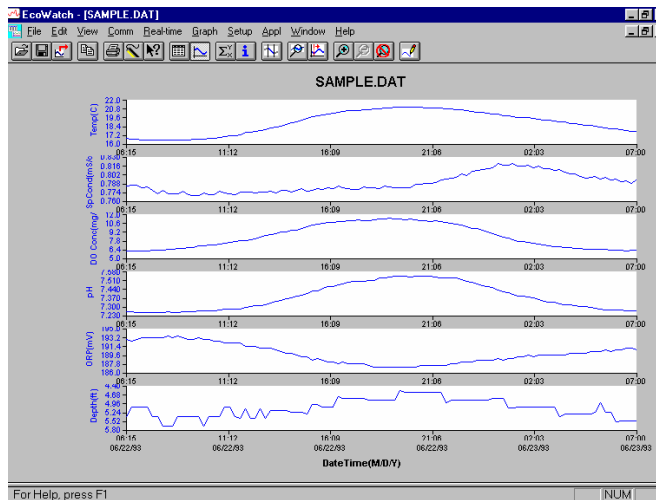 EcoWatch - [SAMPLE.DAT]
File Edit View Comm Real-time Graph Setup Appl Window Help
SAMPLE.DAT
Temp(C)
22.0
20.8
19.6
18.4
17.2
16.0
06:15 11:12 16:09 21:06 02:03 07:00
SpCond(mS/c
0.830
0.816
0.802
0.788
0.774
0.760
06:15 11:12 16:09 21:06 02:03 07:00
DO Conc(mg/
12.0
10.6
9.2
7.8
6.4
5.0
06:15 11:12 16:09 21:06 02:03 07:00
pH
7.580
7.510
7.440
7.370
7.300
7.230
06:15 11:12 16:09 21:06 02:03 07:00
ORP(mV)
195.0
193.2
191.4
189.6
187.8
186.0
06:15 11:12 16:09 21:06 02:03 07:00
Depth(ft)
4.40
4.68
4.96
5.24
5.52
5.80
06:15 11:12 16:09 21:06 02:03 07:00
06/22/93 06/22/93 06/22/93 06/22/93 06/23/93 06/23/93
DateTime(M/D/Y)
For Help, press F1
NUM